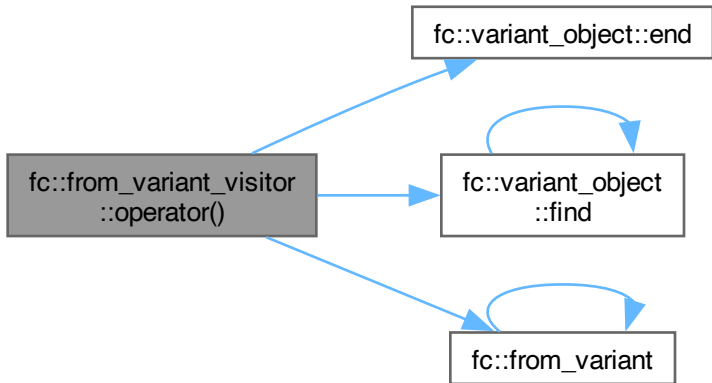 fc::variant_object::end
fc::from_variant_visitor
::operator()
fc::variant_object
::find
fc::from_variant